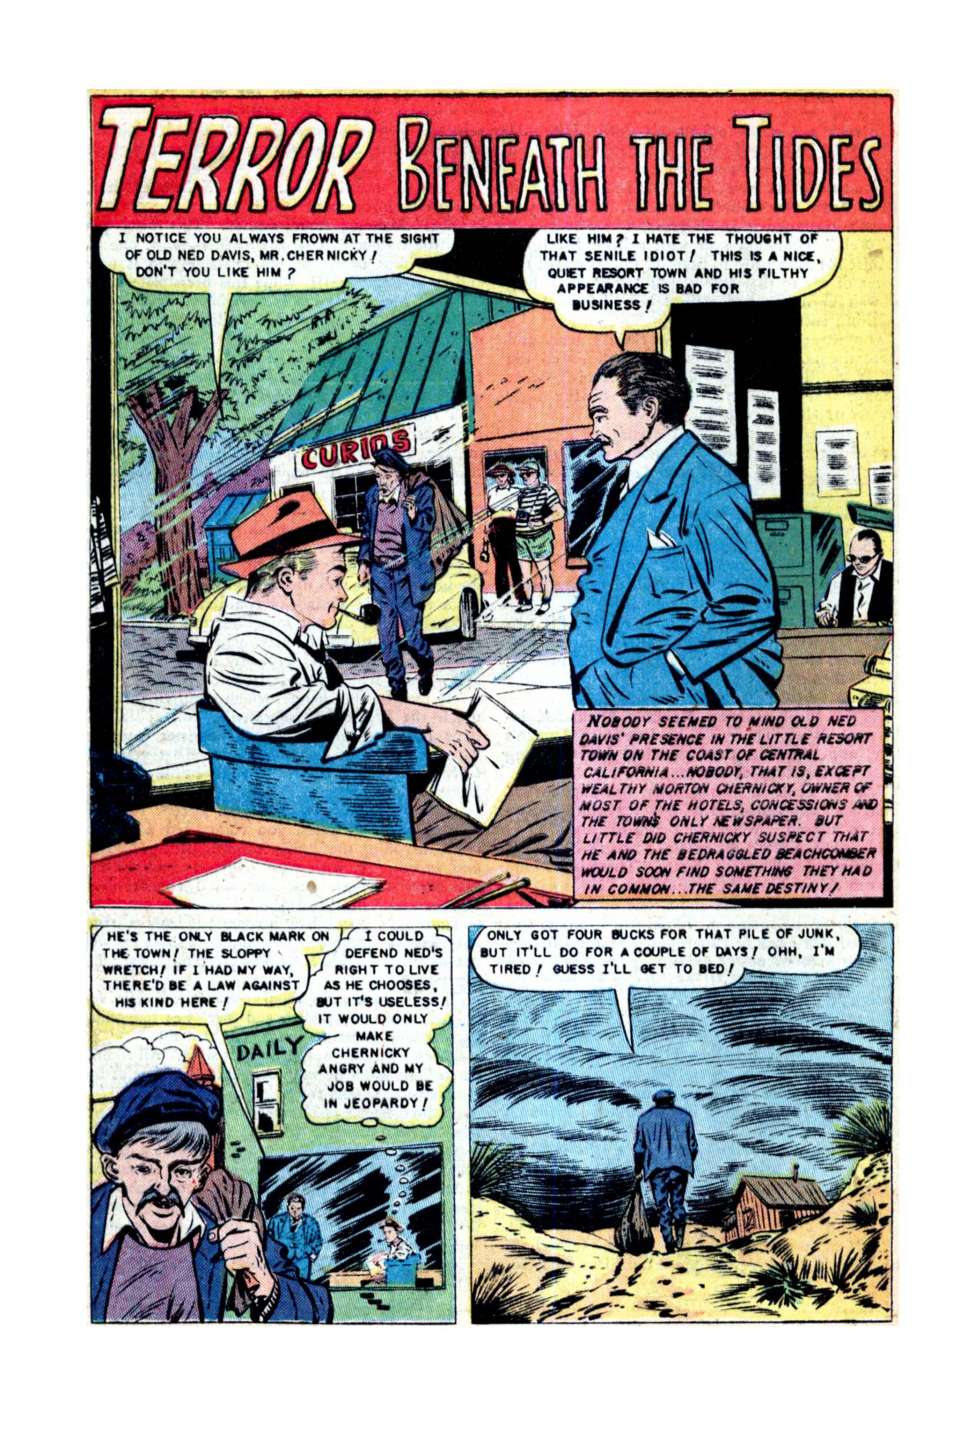 TERROR BENEATH THE TIDES
I NOTICE YOU ALWAYS FROWN AT THE SIGHT
OF OLD NED DAVIS, MR. CHERNICKY!
DON'T YOU LIKE HIM?
LIKE HIM? I HATE THE THOUGHT OF
THAT SENILE IDIOT! THIS IS A NICE,
QUIET RESORT TOWN AND HIS FILTHY
APPEARANCE IS BAD FOR
BUSINESS!
CURIOS
NOBODY SEEMED TO MIND OLD NED
DAVIS' PRESENCE IN THE LITTLE RESORT
TOWN ON THE COAST OF CENTRAL
CALIFORNIA...NOBODY, THAT IS, EXCEPT
WEALTHY MORTON CHERNICKY, OWNER OF
MOST OF THE HOTELS, CONCESSIONS AND
THE TOWN'S ONLY NEWSPAPER. BUT
LITTLE DID CHERNICKY SUSPECT THAT
HE AND THE BEDRAGGLED BEACHCOMBER
WOULD SOON FIND SOMETHING THEY HAD
IN COMMON...THE SAME DESTINY!
HE'S THE ONLY BLACK MARK ON
THE TOWN! THE SLOPPY
WRETCH! IF I HAD MY WAY,
THERE'D BE A LAW AGAINST
HIS KIND HERE!
I COULD
DEFEND NED'S
RIGHT TO LIVE
AS HE CHOOSES,
BUT IT'S USELESS!
IT WOULD ONLY
MAKE
CHERNICKY
ANGRY AND MY
JOB WOULD BE
IN JEOPARDY!
DAILY
ONLY GOT FOUR BUCKS FOR THAT PILE OF JUNK,
BUT IT'LL DO FOR A COUPLE OF DAYS! OHH, I'M
TIRED! GUESS I'LL GET TO BED!